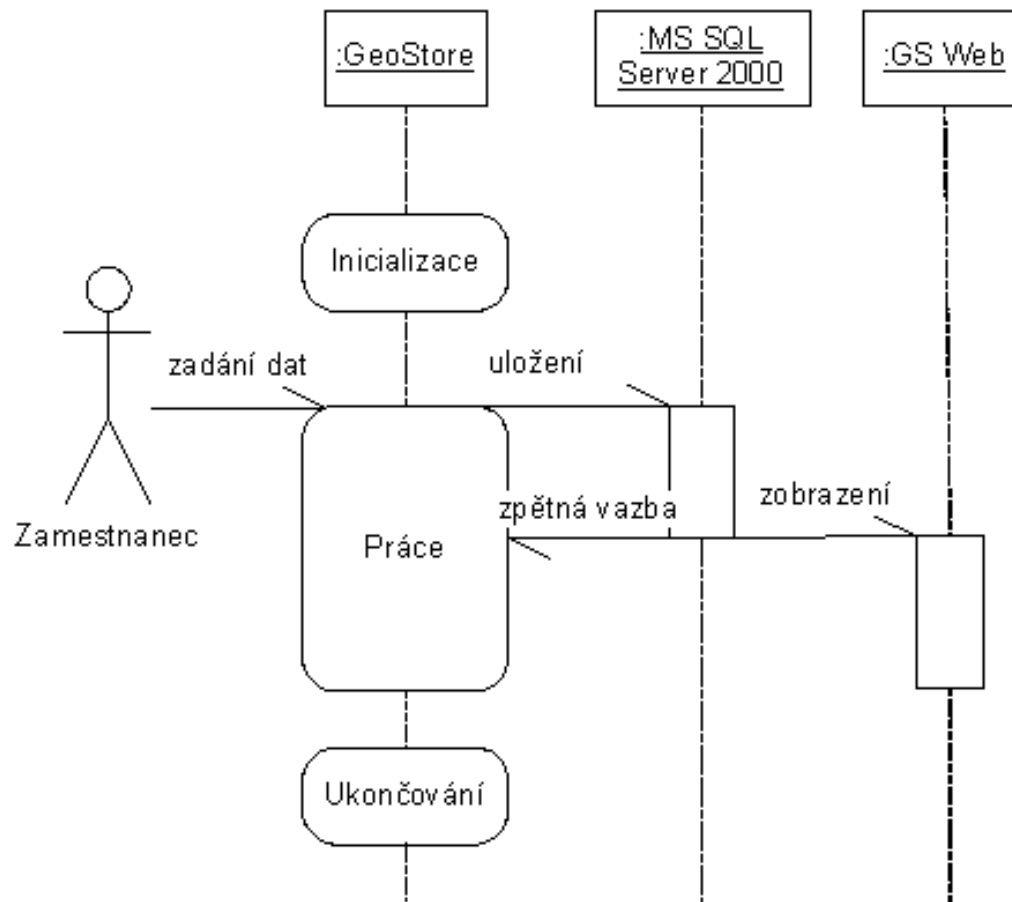 :GeoStore
:MS SQL
Server 2000
:GS Web
Inicializace
zadání dat
uložení
zpětná vazba
zobrazení
Zamestnanec
Práce
Ukončování